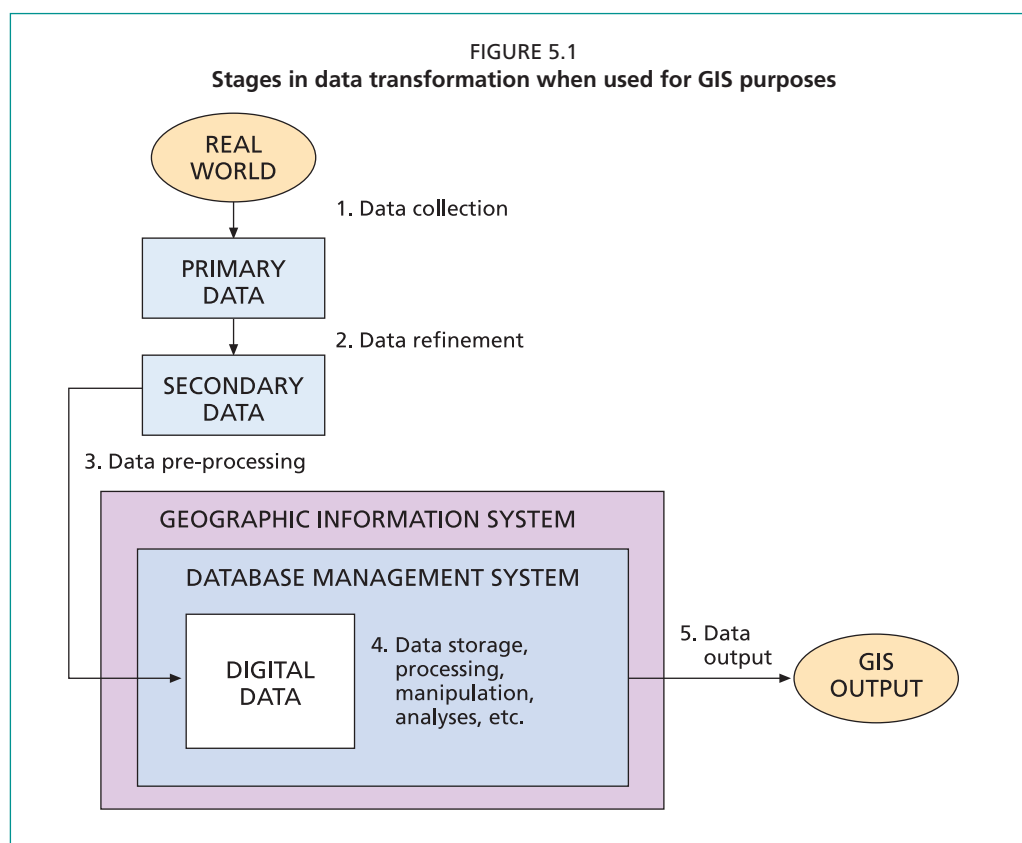 FIGURE 5.1
Stages in data transformation when used for GIS purposes
REAL
WORLD
1. Data collection
PRIMARY
DATA
2. Data refinement
SECONDARY
DATA
3. Data pre-processing
GEOGRAPHIC INFORMATION SYSTEM
DATABASE MANAGEMENT SYSTEM
DIGITAL
DATA
4. Data storage,
processing,
manipulation,
analyses, etc.
5. Data
output
GIS
OUTPUT